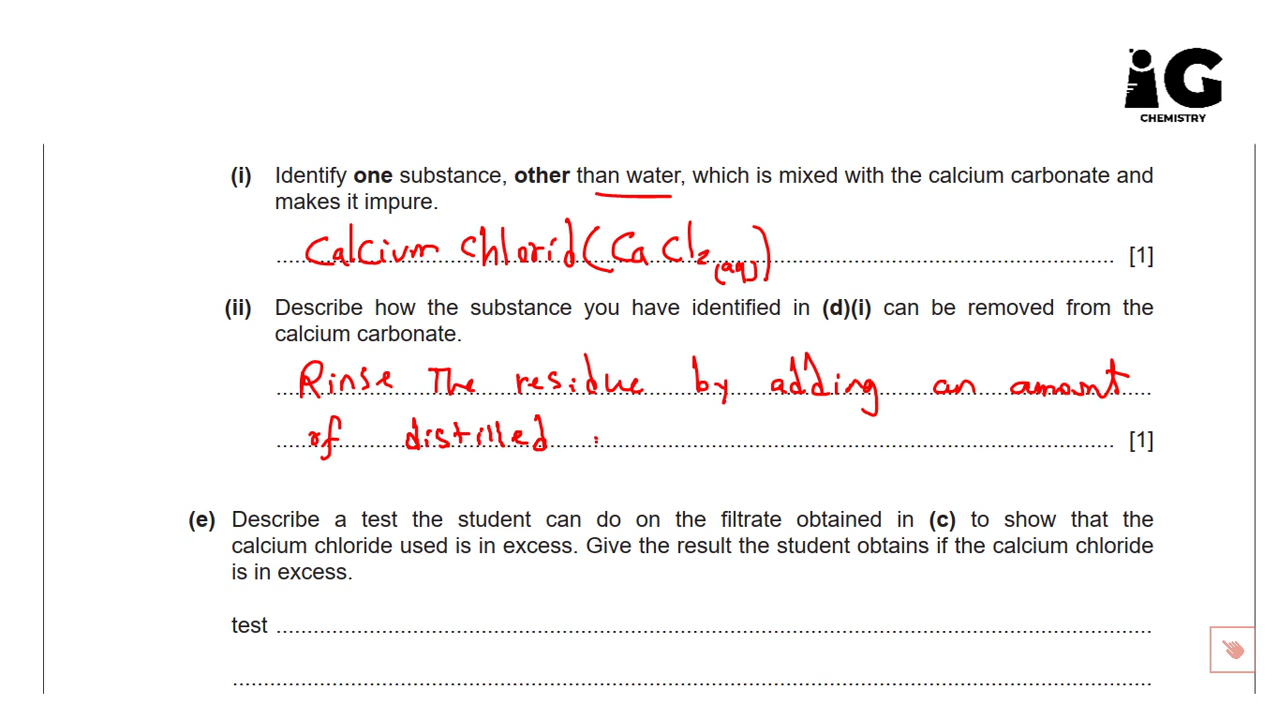 iG
CHEMISTRY
(i) Identify one substance, other than water, which is mixed with the calcium carbonate and
makes it impure.
Calcium Chlorid (CaCl2(aq)) [1]
(ii) Describe how the substance you have identified in (d)(i) can be removed from the
calcium carbonate.
Rinse The residue by adding an amount
of distilled [1]
(e) Describe a test the student can do on the filtrate obtained in (c) to show that the
calcium chloride used is in excess. Give the result the student obtains if the calcium chloride
is in excess.
test